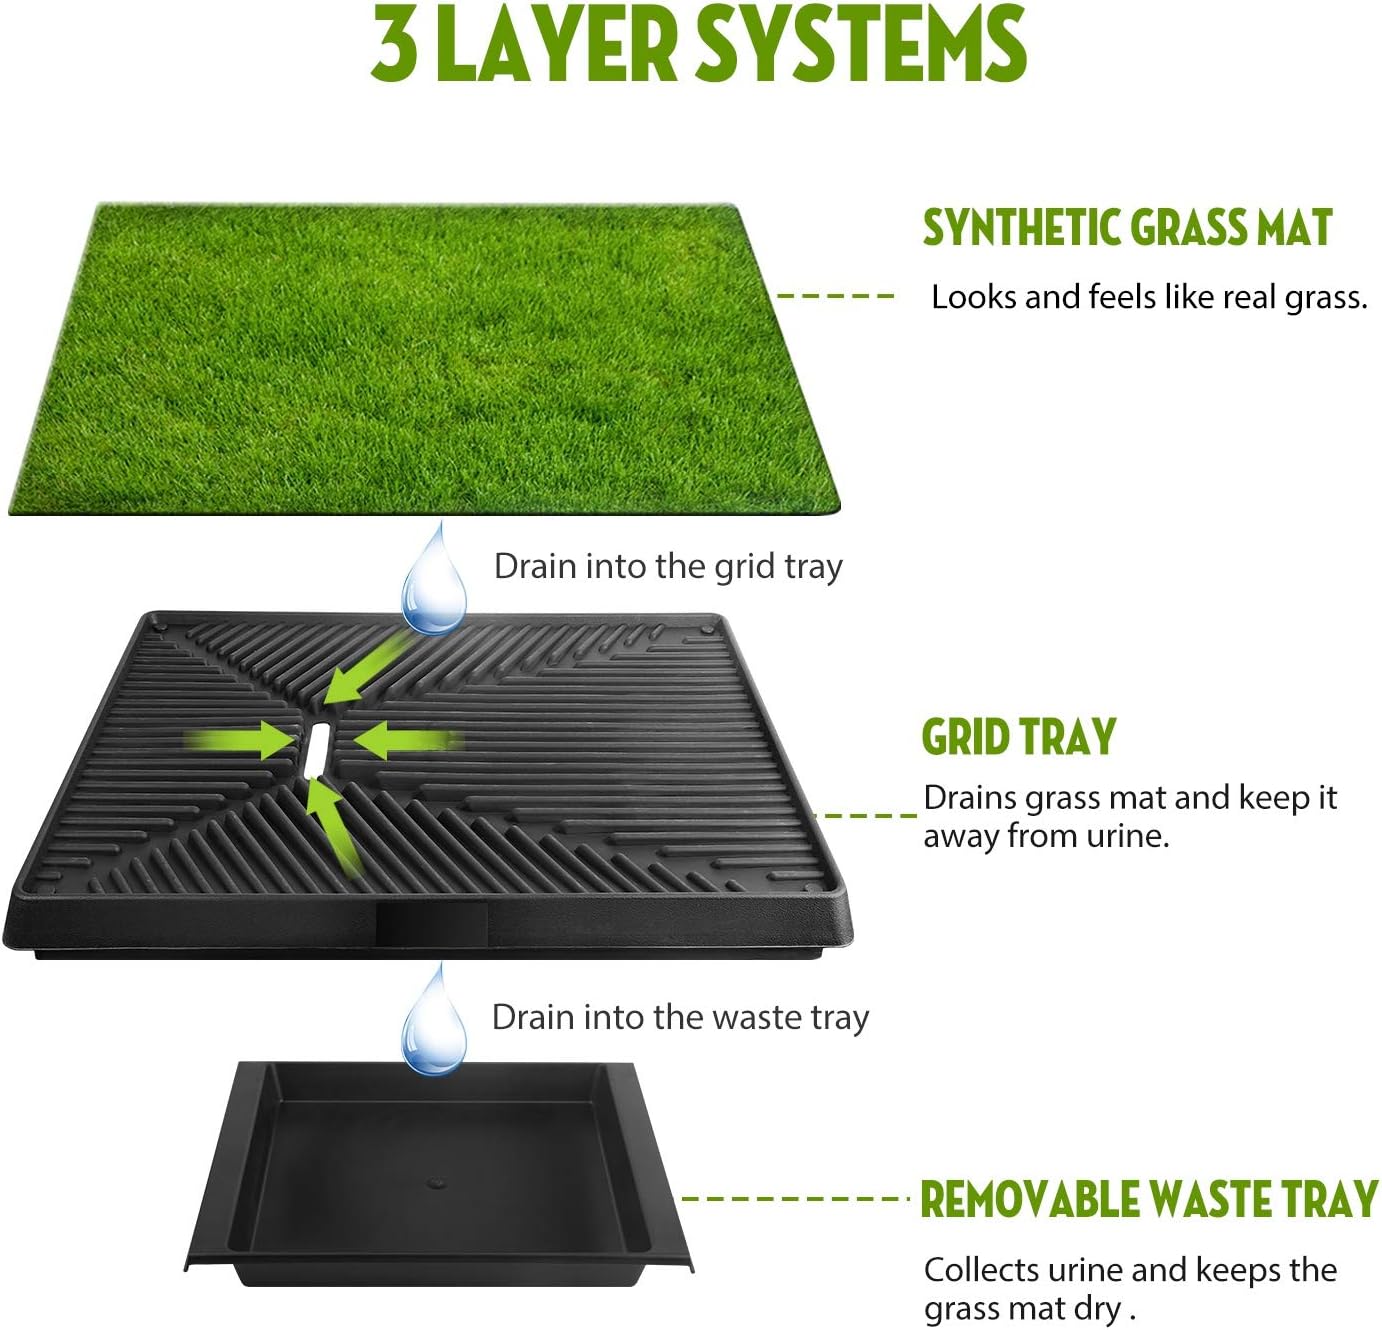 3 LAYER SYSTEMS
SYNTHETIC GRASS MAT
Looks and feels like real grass.
Drain into the grid tray
GRID TRAY
Drains grass mat and keep it
away from urine.
Drain into the waste tray
REMOVABLE WASTE TRAY
Collects urine and keeps the
grass mat dry .